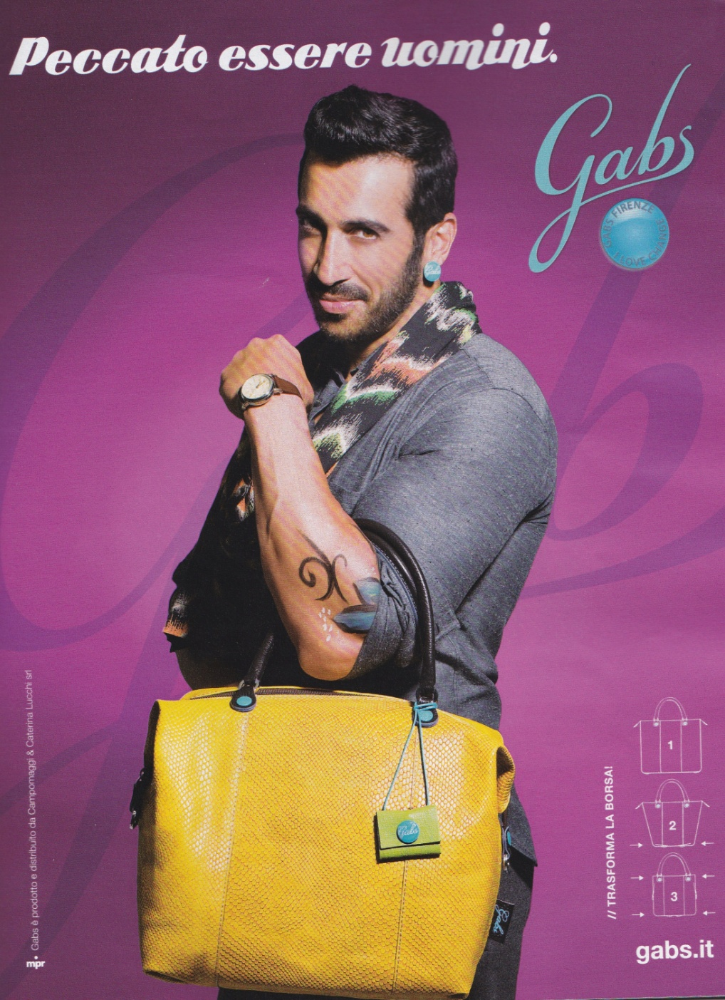 Peccato essere uomini.
Gabs
GABS FIRENZE
I LOVE CHANGE
Gabs
Gabs
Gabs
1
2
3
// TRASFORMA LA BORSA!
gabs.it
Gabs è prodotto e distribuito da Campomaggi & Caterina Lucchi srl
mpr